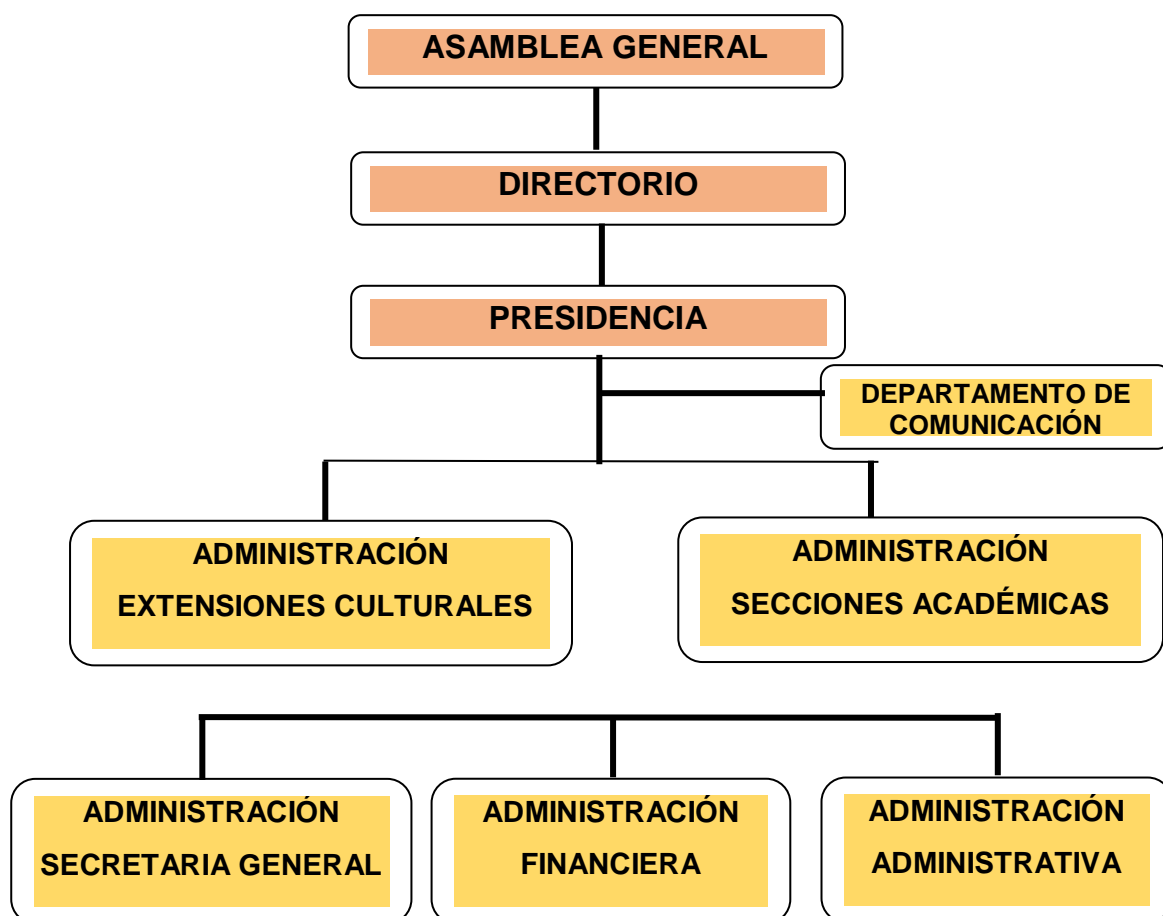 ASAMBLEA GENERAL
DIRECTORIO
PRESIDENCIA
DEPARTAMENTO DE
COMUNICACIÓN
ADMINISTRACIÓN
EXTENSIONES CULTURALES
ADMINISTRACIÓN
SECCIONES ACADÉMICAS
ADMINISTRACIÓN
SECRETARIA GENERAL
ADMINISTRACIÓN
FINANCIERA
ADMINISTRACIÓN
ADMINISTRATIVA